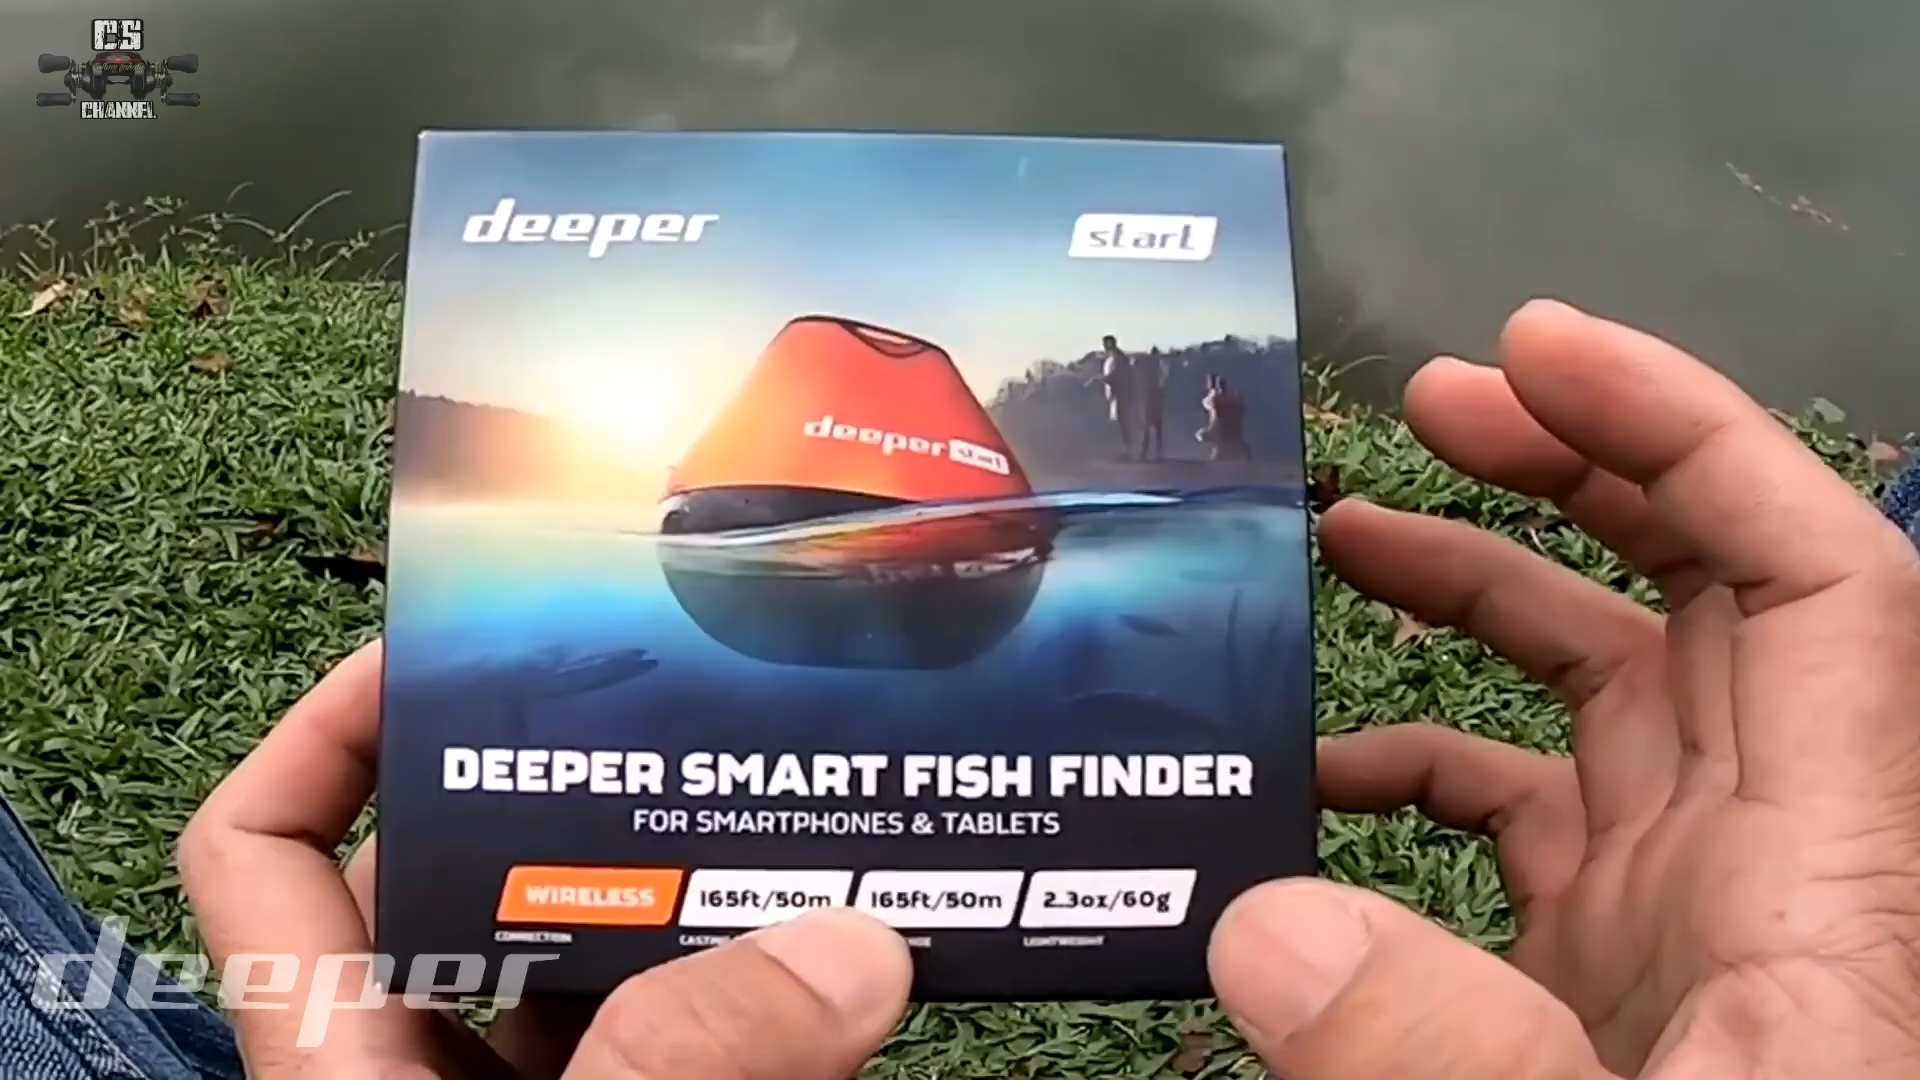 CS
CHANNEL
deeper
start
deeper start
DEEPER SMART FISH FINDER
FOR SMARTPHONES & TABLETS
WIRELESS 165ft/50m 165ft/50m 2.3oz/60g
CONNECTION LIGHTWEIGHT
deeper